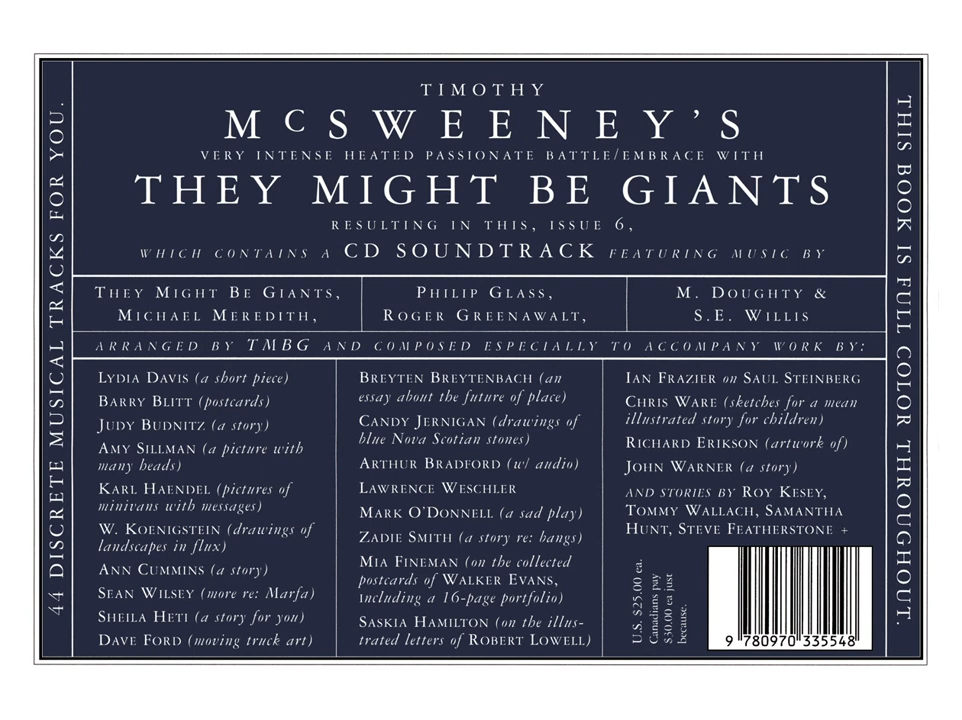 TIMOTHY
McSWEENEY'S
VERY INTENSE HEATED PASSIONATE BATTLE/EMBRACE WITH
THEY MIGHT BE GIANTS
RESULTING IN THIS, ISSUE 6,
WHICH CONTAINS A CD SOUNDTRACK FEATURING MUSIC BY
THEY MIGHT BE GIANTS,
MICHAEL MEREDITH,
PHILIP GLASS,
ROGER GREENAWALT,
M. DOUGHTY &
S.E. WILLIS
ARRANGED BY TMBG AND COMPOSED ESPECIALLY TO ACCOMPANY WORK BY:
LYDIA DAVIS (a short piece)
BARRY BLITT (postcards)
JUDY BUDNITZ (a story)
AMY SILLMAN (a picture with
many heads)
KARL HAENDEL (pictures of
minivans with messages)
W. KOENIGSTEIN (drawings of
landscapes in flux)
ANN CUMMINS (a story)
SEAN WILSEY (more re: Marfa)
SHEILA HETI (a story for you)
DAVE FORD (moving truck art)
BREYTEN BREYTENBACH (an
essay about the future of place)
CANDY JERNIGAN (drawings of
blue Nova Scotian stones)
ARTHUR BRADFORD (w/ audio)
LAWRENCE WESCHLER
MARK O'DONNELL (a sad play)
ZADIE SMITH (a story re: bangs)
MIA FINEMAN (on the collected
postcards of WALKER EVANS,
including a 16-page portfolio)
SASKIA HAMILTON (on the illus-
trated letters of ROBERT LOWELL)
IAN FRAZIER on SAUL STEINBERG
CHRIS WARE (sketches for a mean
illustrated story for children)
RICHARD ERIKSON (artwork of)
JOHN WARNER (a story)
AND STORIES BY ROY KESEY,
TOMMY WALLACH, SAMANTHA
HUNT, STEVE FEATHERSTONE +
U.S. $25.00 ea.
Canadians pay
$30.00 ea just
because.
9 780970 335548
44 DISCRETE MUSICAL TRACKS FOR YOU.
THIS BOOK IS FULL COLOR THROUGHOUT.